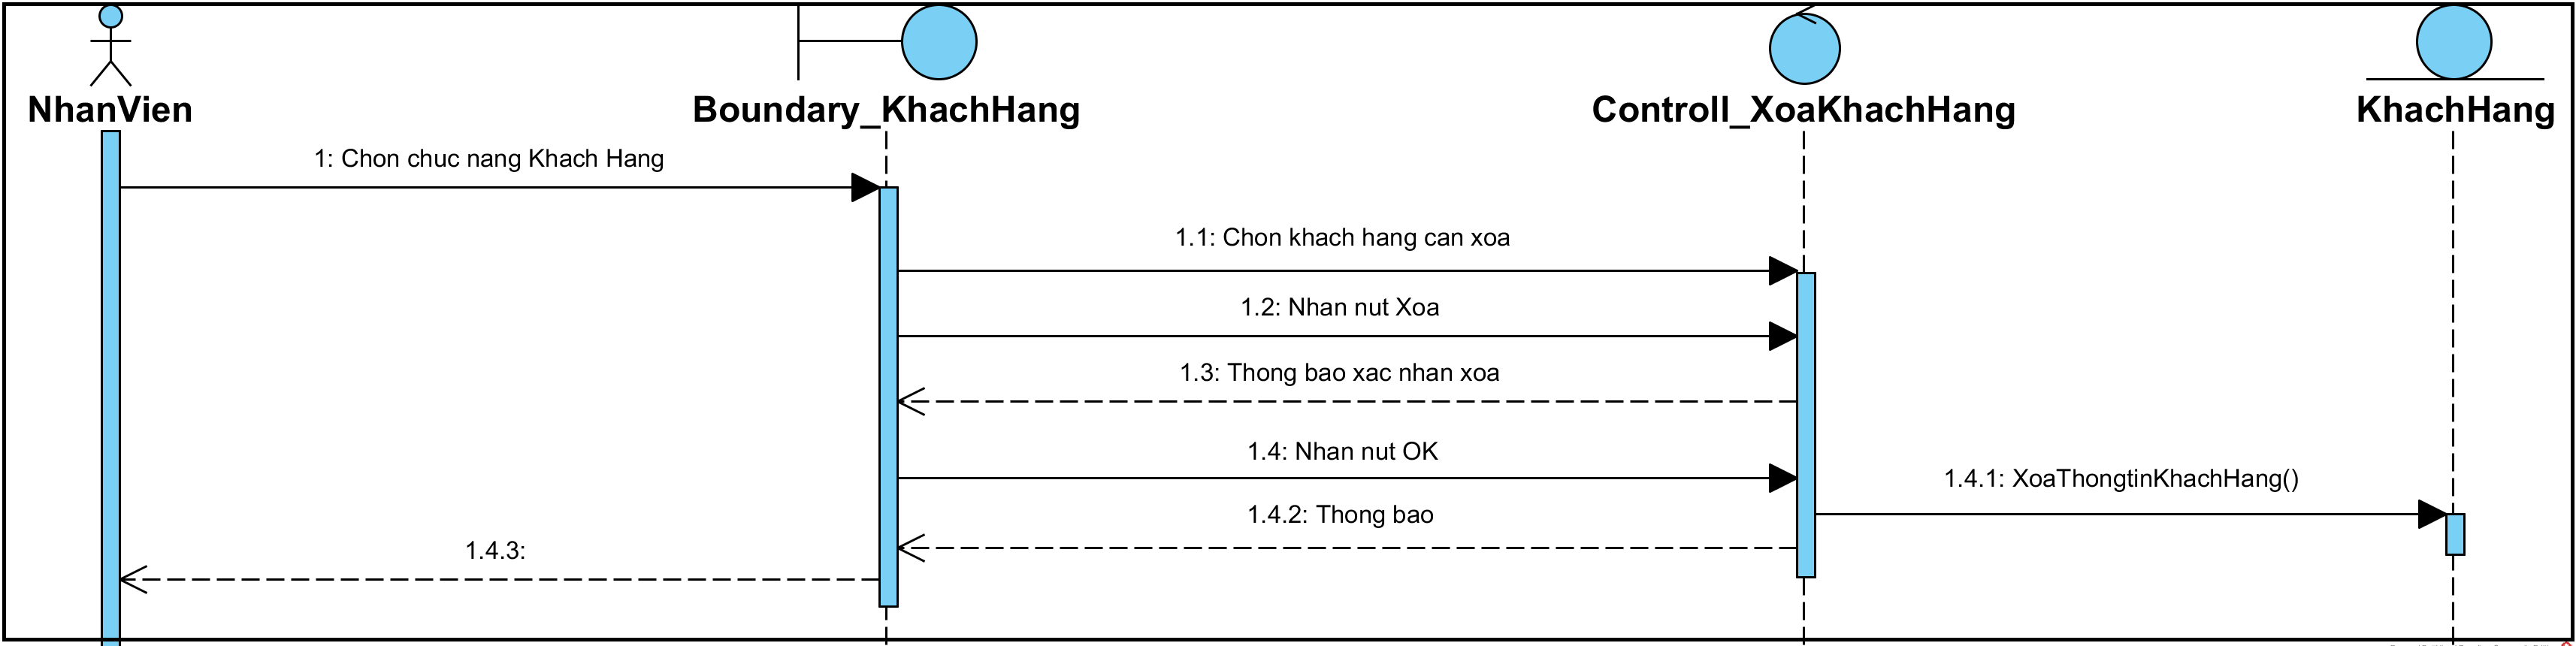 NhanVien
Boundary_KhachHang
Controll_XoaKhachHang
KhachHang
1: Chon chuc nang Khach Hang
1.1: Chon khach hang can xoa
1.2: Nhan nut Xoa
1.3: Thong bao xac nhan xoa
1.4: Nhan nut OK
1.4.1: XoaThongtinKhachHang()
1.4.2: Thong bao
1.4.3: